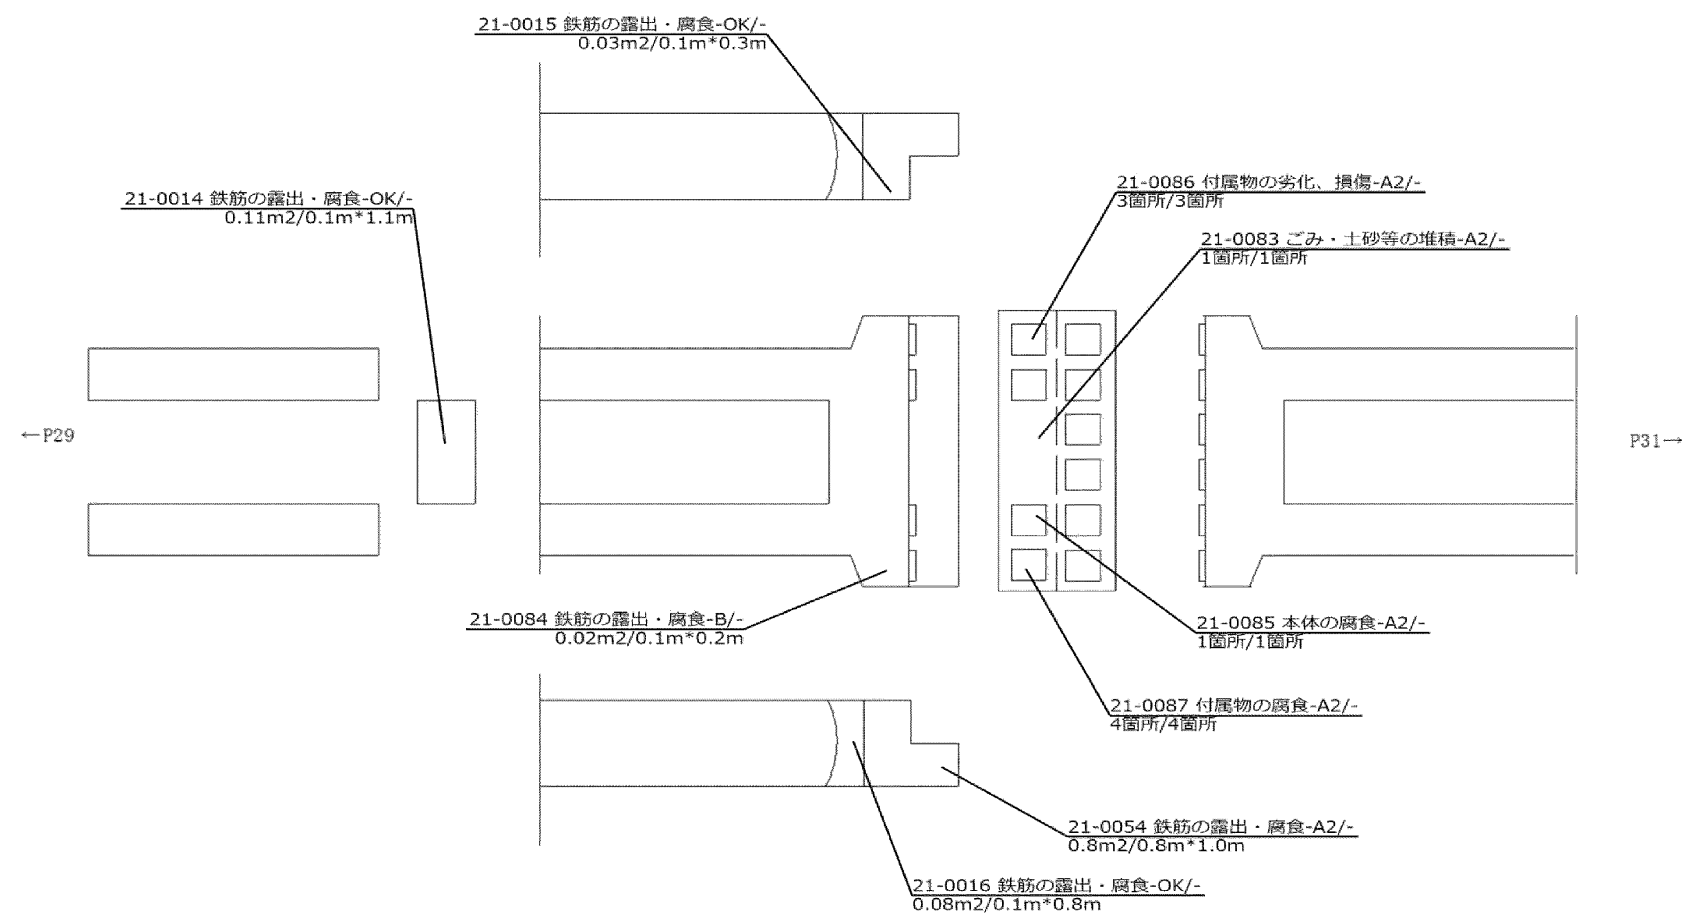 21-0015 鉄筋の露出・腐食-OK/-
0.03m2/0.1m*0.3m
21-0014 鉄筋の露出・腐食-OK/-
0.11m2/0.1m*1.1m
21-0086 付属物の劣化、損傷-A2/-
3箇所/3箇所
21-0083 ごみ・土砂等の堆積-A2/-
1箇所/1箇所
←P29
P31→
21-0084 鉄筋の露出・腐食-B/-
0.02m2/0.1m*0.2m
21-0085 本体の腐食-A2/-
1箇所/1箇所
21-0087 付属物の腐食-A2/-
4箇所/4箇所
21-0054 鉄筋の露出・腐食-A2/-
0.8m2/0.8m*1.0m
21-0016 鉄筋の露出・腐食-OK/-
0.08m2/0.1m*0.8m